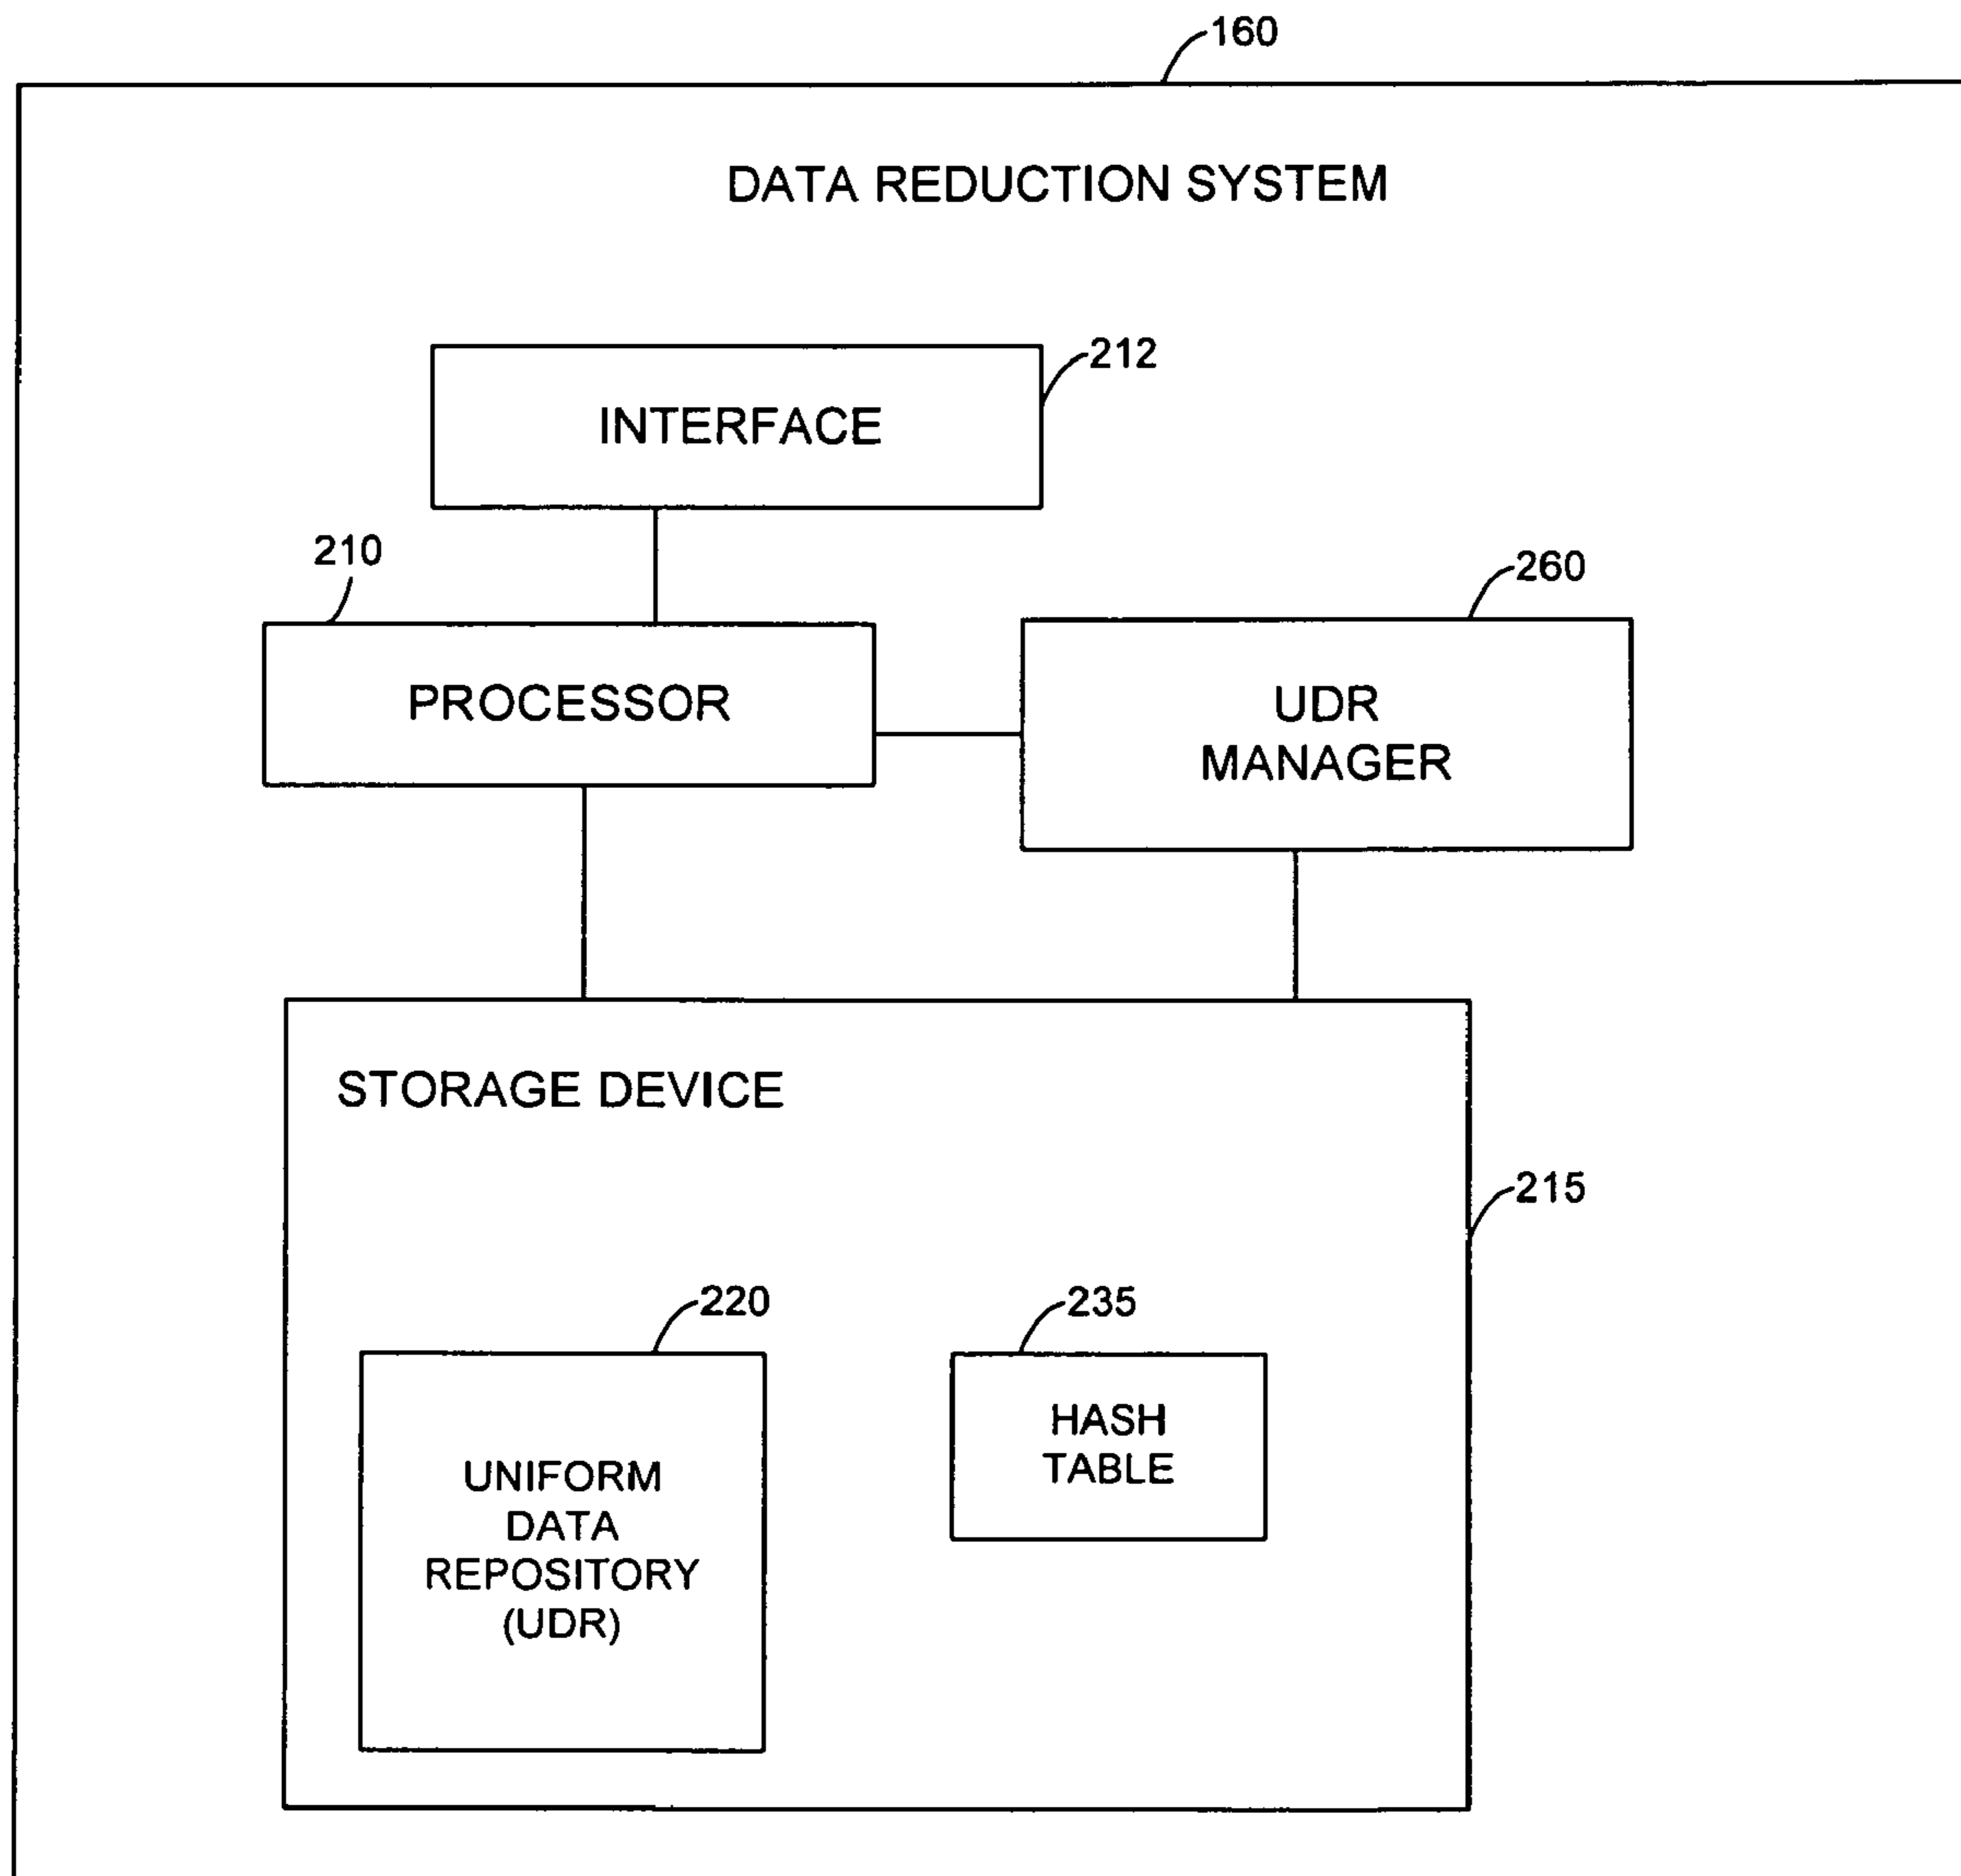 160
DATA REDUCTION SYSTEM
212
INTERFACE
210
260
PROCESSOR
UDR
MANAGER
STORAGE DEVICE
215
220
235
UNIFORM
DATA
REPOSITORY
(UDR)
HASH
TABLE